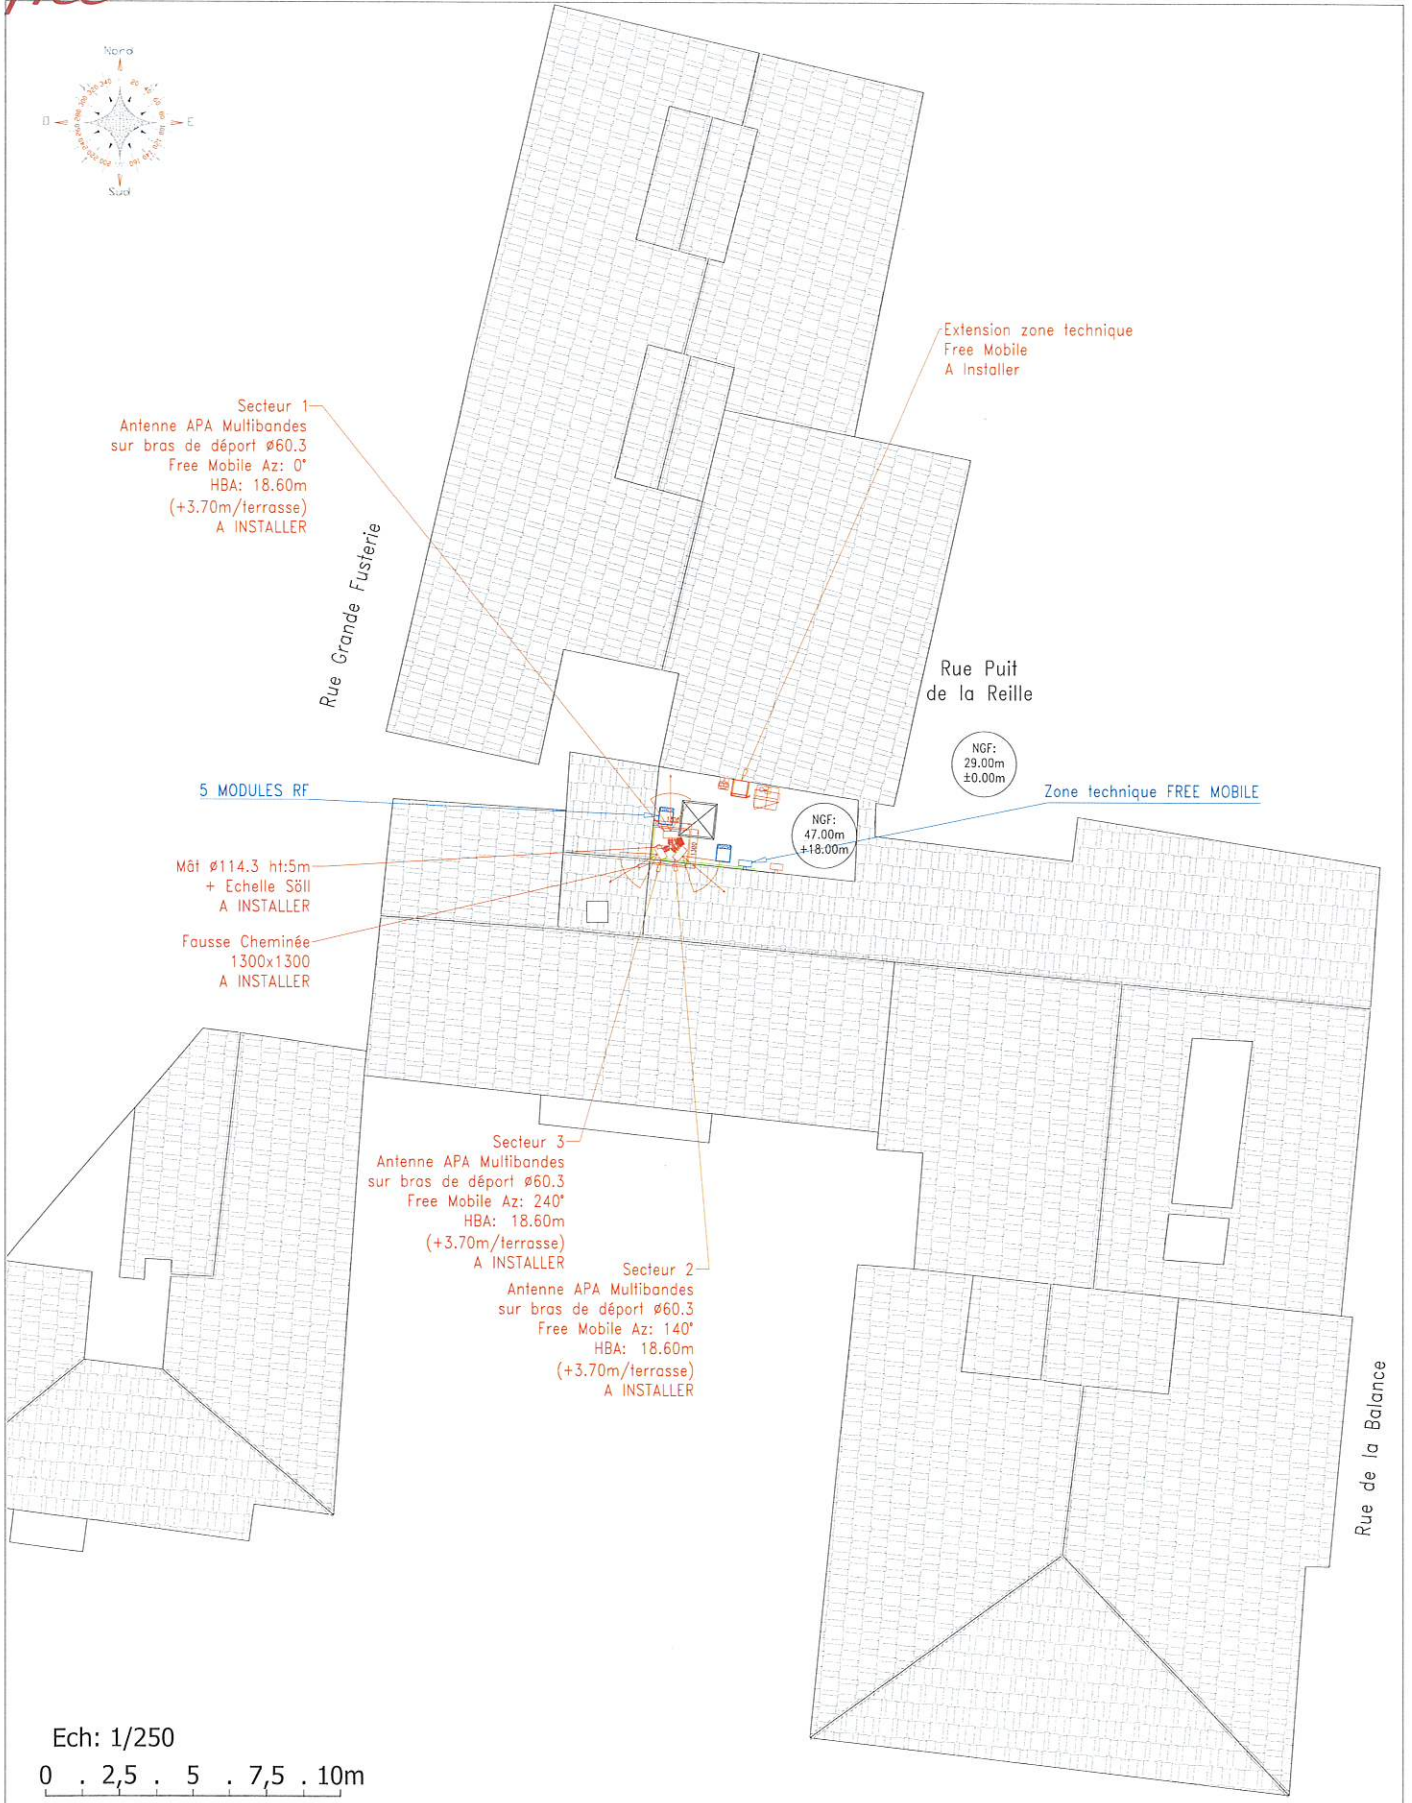 free
Nord
O
E
Sud
Extension zone technique
Free Mobile
A Installer
Secteur 1
Antenne APA Multibandes
sur bras de déport ø60.3
Free Mobile Az: 0°
HBA: 18.60m
(+3.70m/terrasse)
A INSTALLER
Rue Grande Fusterie
Rue Puit
de la Reille
NGF:
29.00m
±0.00m
5 MODULES RF
Zone technique FREE MOBILE
NGF:
47.00m
+18.00m
Mât ø114.3 ht:5m
+ Echelle Söll
A INSTALLER
Fausse Cheminée
1300x1300
A INSTALLER
Secteur 3
Antenne APA Multibandes
sur bras de déport ø60.3
Free Mobile Az: 240°
HBA: 18.60m
(+3.70m/terrasse)
A INSTALLER
Secteur 2
Antenne APA Multibandes
sur bras de déport ø60.3
Free Mobile Az: 140°
HBA: 18.60m
(+3.70m/terrasse)
A INSTALLER
Rue de la Balance
Ech: 1/250
0 . 2,5 . 5 . 7,5 . 10m